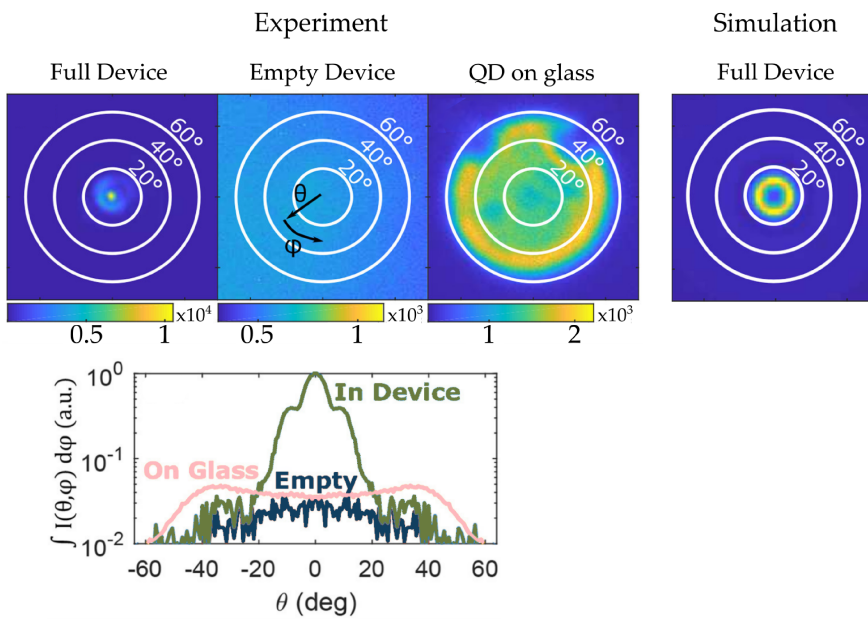 Experiment
Simulation
Full Device
Empty Device
QD on glass
Full Device
60°
40°
20°
60°
40°
20°
θ
φ
60°
40°
20°
60°
40°
20°
0.5
1
x10⁴
0.5
1
x10³
1
2
x10³
10⁰
10⁻¹
10⁻²
∫ I(θ,φ) dφ (a.u.)
In Device
On Glass
Empty
-60
-40
-20
0
20
40
60
θ (deg)